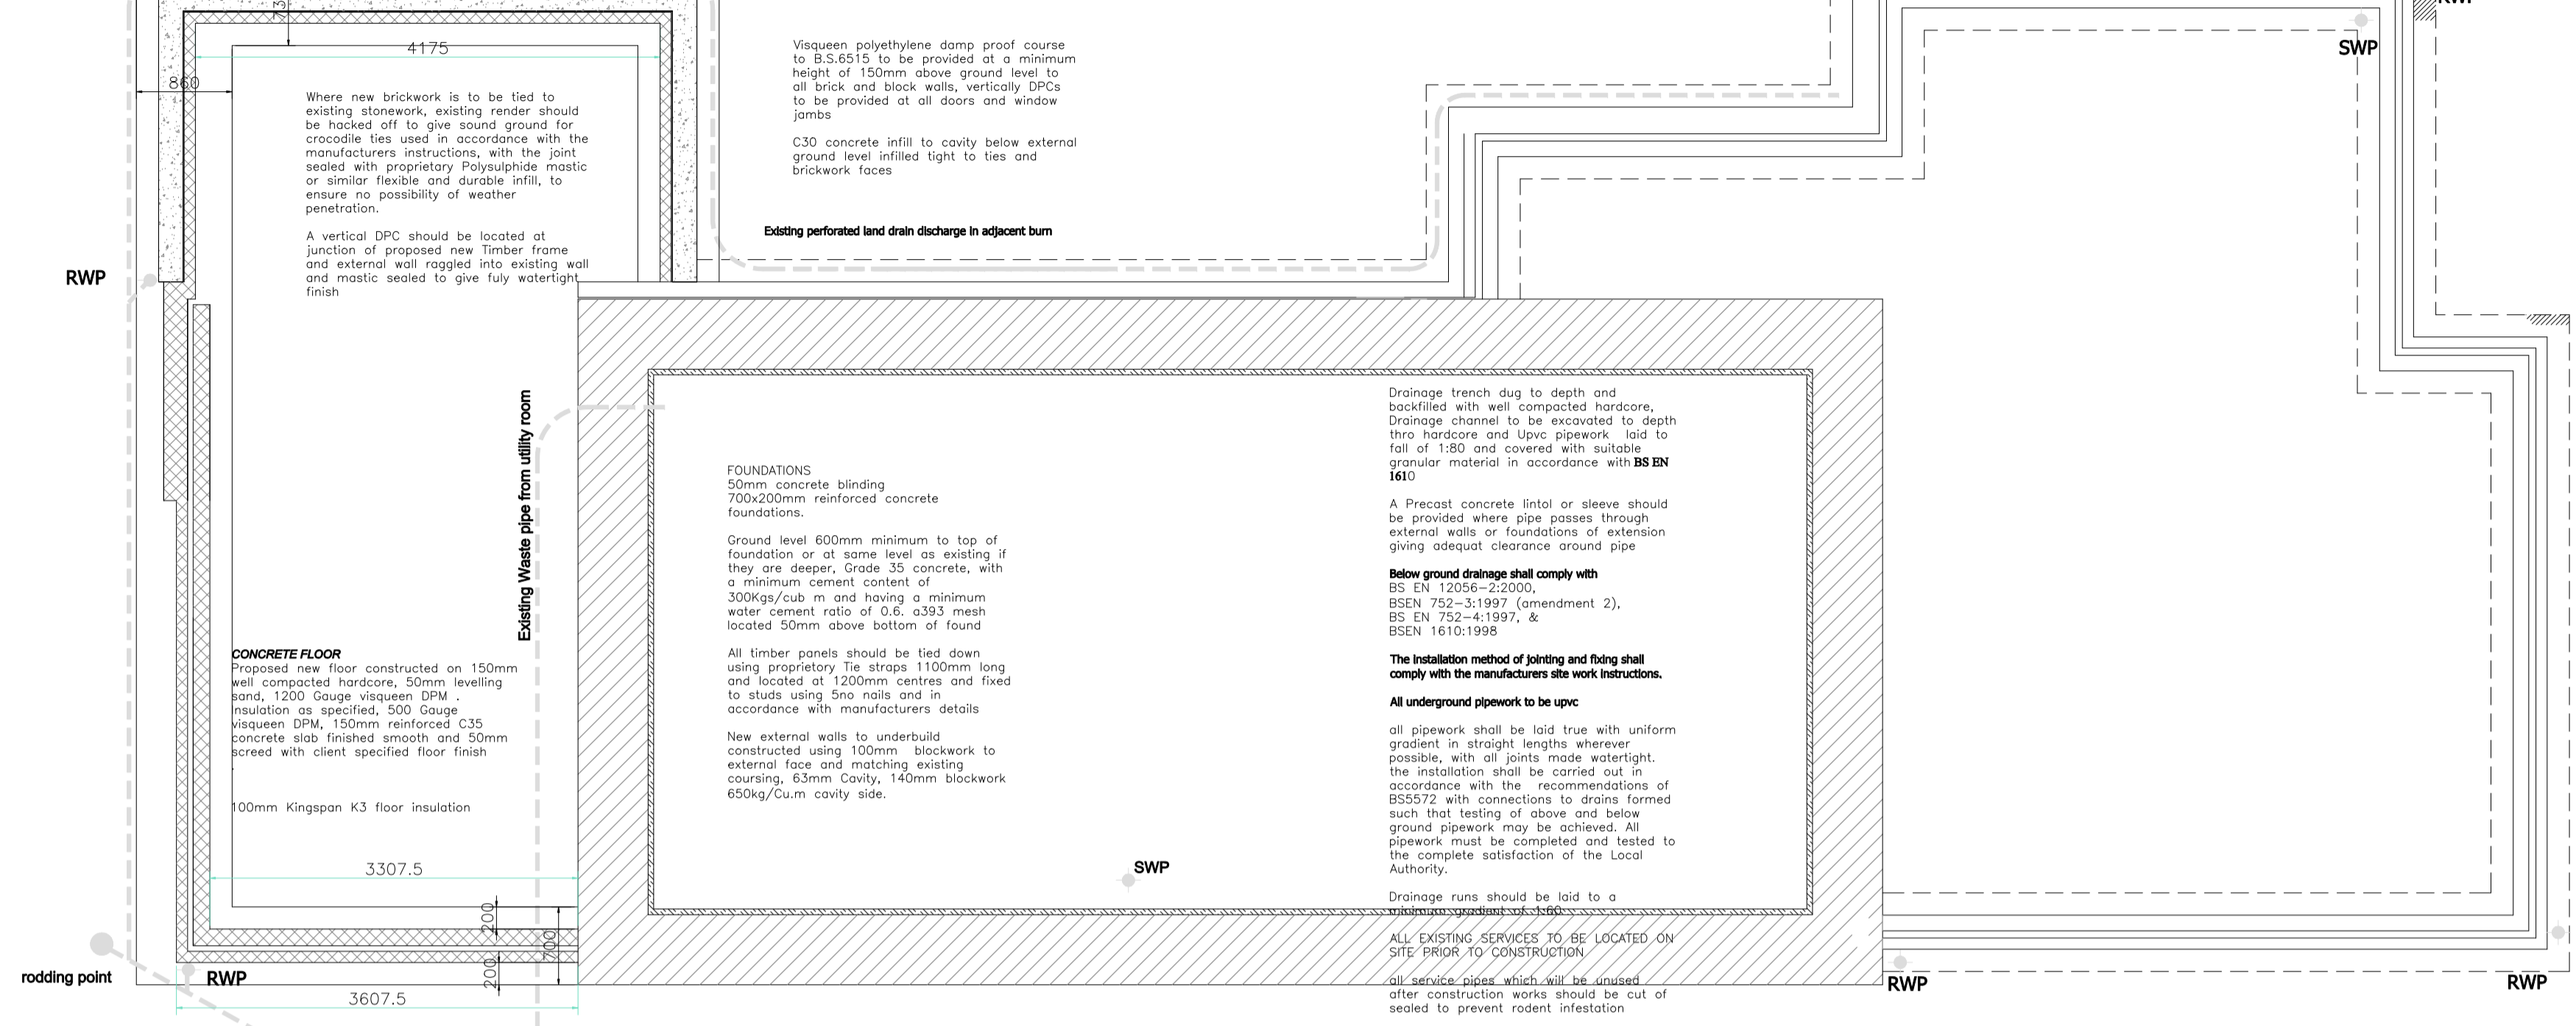 4175
860
Where new brickwork is to be tied to
existing stonework, existing render should
be hacked off to give sound ground for
crocodile ties used in accordance with the
manufacturers instructions, with the joint
sealed with proprietary Polysulphide mastic
or similar flexible and durable infill, to
ensure no possibility of weather
penetration.
A vertical DPC should be located at
junction of proposed new Timber frame
and external wall raggled into existing wall
and mastic sealed to give fuly watertight
finish
RWP
Visqueen polyethylene damp proof course
to B.S.6515 to be provided at a minimum
height of 150mm above ground level to
all brick and block walls, vertically DPCs
to be provided at all doors and window
jambs
C30 concrete infill to cavity below external
ground level infilled tight to ties and
brickwork faces
Existing perforated land drain discharge in adjacent burn
SWP
Existing Waste pipe from utility room
CONCRETE FLOOR
Proposed new floor constructed on 150mm
well compacted hardcore, 50mm levelling
sand, 1200 Gauge visqueen DPM .
Insulation as specified, 500 Gauge
visqueen DPM, 150mm reinforced C35
concrete slab finished smooth and 50mm
screed with client specified floor finish
.
100mm Kingspan K3 floor insulation
3307.5
200
700
200
rodding point
RWP
3607.5
FOUNDATIONS
50mm concrete blinding
700x200mm reinforced concrete
foundations.
Ground level 600mm minimum to top of
foundation or at same level as existing if
they are deeper, Grade 35 concrete, with
a minimum cement content of
300Kgs/cub m and having a minimum
water cement ratio of 0.6. a393 mesh
located 50mm above bottom of found
All timber panels should be tied down
using proprietory Tie straps 1100mm long
and located at 1200mm centres and fixed
to studs using 5no nails and in
accordance with manufacturers details
New external walls to underbuild
constructed using 100mm blockwork to
external face and matching existing
coursing, 63mm Cavity, 140mm blockwork
650kg/Cu.m cavity side.
SWP
Drainage trench dug to depth and
backfilled with well compacted hardcore,
Drainage channel to be excavated to depth
thro hardcore and Upvc pipework laid to
fall of 1:80 and covered with suitable
granular material in accordance with BS EN
1610
A Precast concrete lintol or sleeve should
be provided where pipe passes through
external walls or foundations of extension
giving adequat clearance around pipe
Below ground drainage shall comply with
BS EN 12056-2:2000,
BSEN 752-3:1997 (amendment 2),
BS EN 752-4:1997, &
BSEN 1610:1998
The installation method of jointing and fixing shall
comply with the manufacturers site work instructions.
All underground pipework to be upvc
all pipework shall be laid true with uniform
gradient in straight lengths wherever
possible, with all joints made watertight.
the installation shall be carried out in
accordance with the recommendations of
BS5572 with connections to drains formed
such that testing of above and below
ground pipework may be achieved. All
pipework must be completed and tested to
the complete satisfaction of the Local
Authority.
Drainage runs should be laid to a
minimum gradient of 1:60
ALL EXISTING SERVICES TO BE LOCATED ON
SITE PRIOR TO CONSTRUCTION
all service pipes which will be unused
after construction works should be cut of
sealed to prevent rodent infestation
RWP
RWP